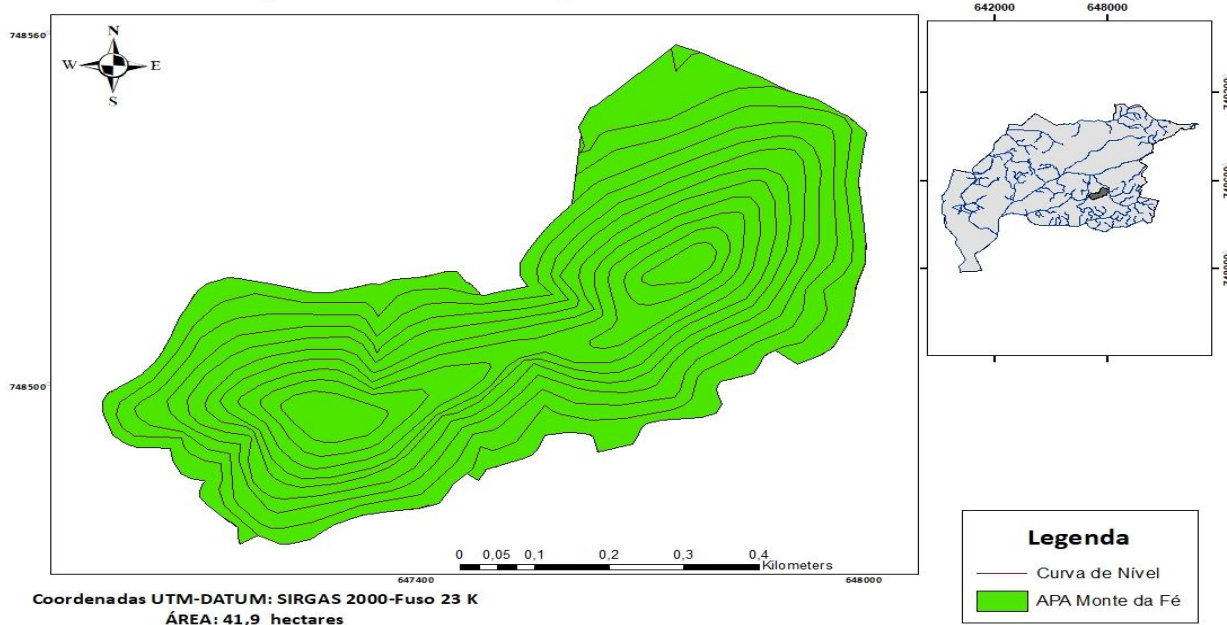 642000 648000
748560
N
W E
S
748500
0 0,05 0,1 0,2 0,3 0,4
Kilometers
647400 648000
Coordenadas UTM-DATUM: SIRGAS 2000-Fuso 23 K
ÁREA: 41,9 hectares
Legenda
Curva de Nível
APA Monte da Fé